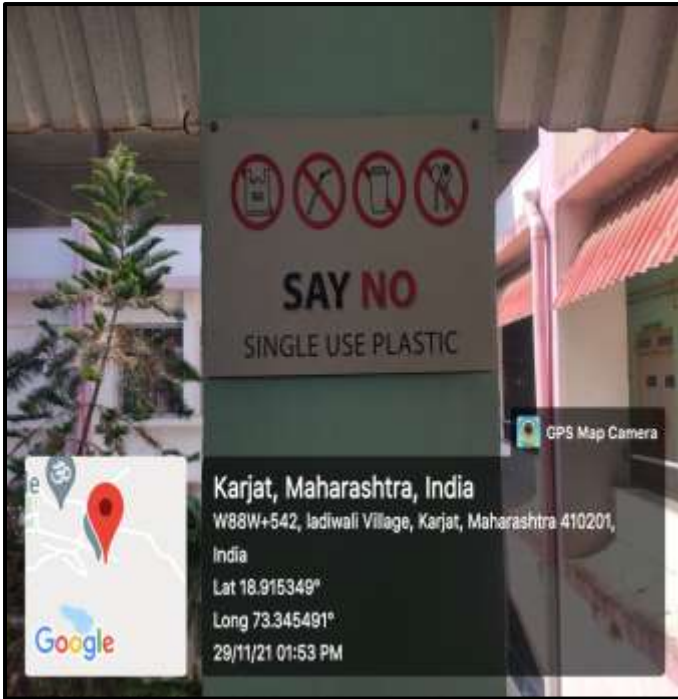 SAY NO
SINGLE USE PLASTIC
GPS Map Camera
Karjat, Maharashtra, India
W88W+542, ladiwali Village, Karjat, Maharashtra 410201,
India
Lat 18.915349°
Long 73.345491°
29/11/21 01:53 PM
e
ॐ
Google